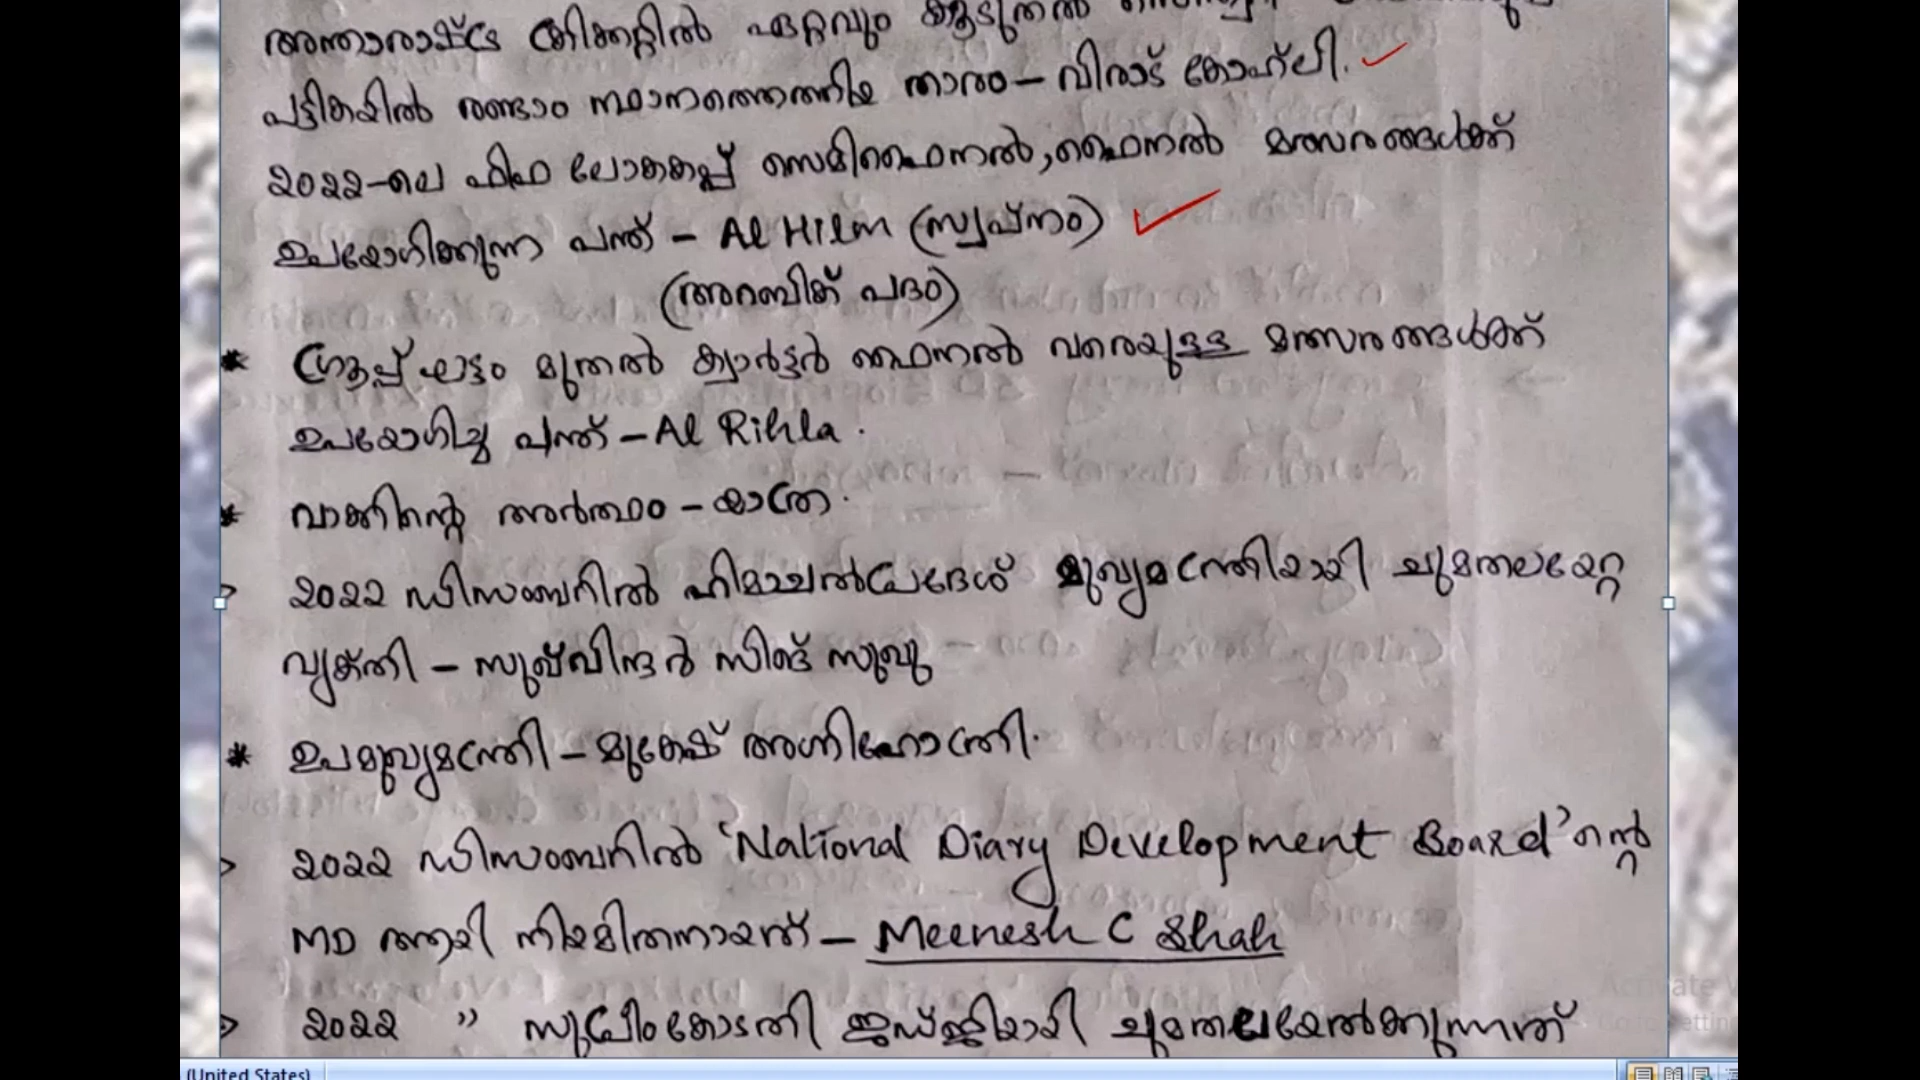 അന്താരാഷ്ട്ര ക്രിക്കറ്റിൽ ഏറ്റവും കൂടുതൽ
പട്ടികയിൽ രണ്ടാം സ്ഥാനത്തെത്തിയ താരം – വിരാട് കോഹ്‌ലി.
2022-ലെ ഫിഫ ലോകകപ്പ് സെമിഫൈനൽ, ഫൈനൽ മത്സരങ്ങൾക്ക്
ഉപയോഗിക്കുന്ന പന്ത് – Al Hilm (സ്വപ്നം)
(അറബിക് പദം)
* ഗ്രൂപ്പ് ഘട്ടം മുതൽ ക്വാർട്ടർ ഫൈനൽ വരെയുള്ള മത്സരങ്ങൾക്ക്
ഉപയോഗിച്ച പന്ത് – Al Rihla.
* വാക്കിന്റെ അർത്ഥം – യാത്ര.
> 2022 ഡിസംബറിൽ ഹിമാചൽപ്രദേശ് മുഖ്യമന്ത്രിയായി ചുമതലയേറ്റ
വ്യക്തി – സുഖ്‌വിന്ദർ സിങ് സുഖു
* ഉപമുഖ്യമന്ത്രി – മുകേഷ് അഗ്നിഹോത്രി.
> 2022 ഡിസംബറിൽ 'National Diary Development Board'ന്റെ
MD ആയി നിയമിതനായത് – Meenesh C Shah
> 2022 " സുപ്രീംകോടതി ജഡ്ജിയായി ചുമതലയേൽക്കുന്നത്
(United States)